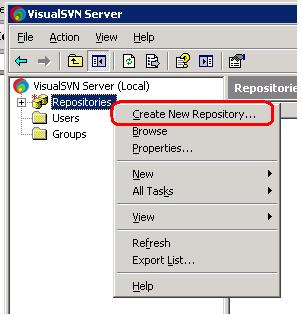 VisualSVN Server
File Action View Help
VisualSVN Server (Local)
Repositories
Users
Groups
Repositories
Create New Repository...
Browse
Properties...
New
All Tasks
View
Refresh
Export List...
Help